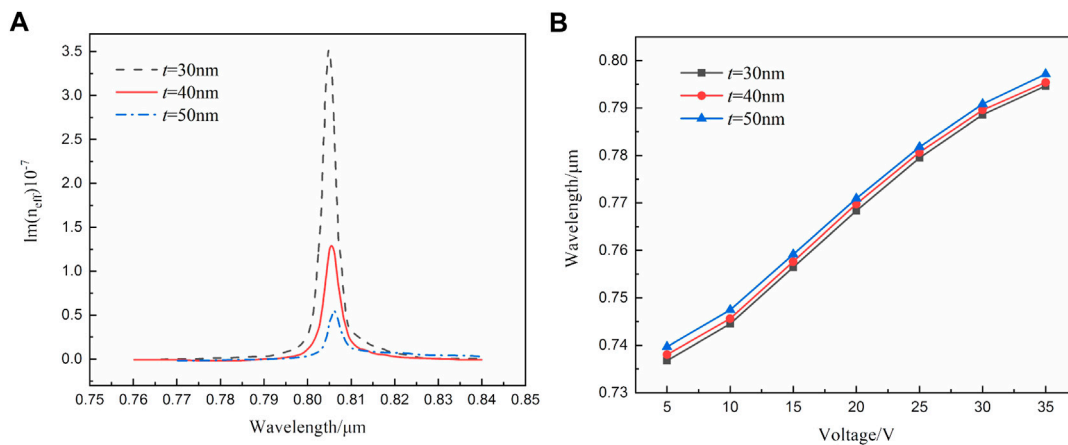 A
3.5
3.0
2.5
2.0
1.5
1.0
0.5
0.0
Im(neff)10-7
t=30nm
t=40nm
t=50nm
0.75 0.76 0.77 0.78 0.79 0.80 0.81 0.82 0.83 0.84 0.85
Wavelength/μm
B
0.80
0.79
0.78
0.77
0.76
0.75
0.74
0.73
Wavelength/μm
t=30nm
t=40nm
t=50nm
5 10 15 20 25 30 35
Voltage/V